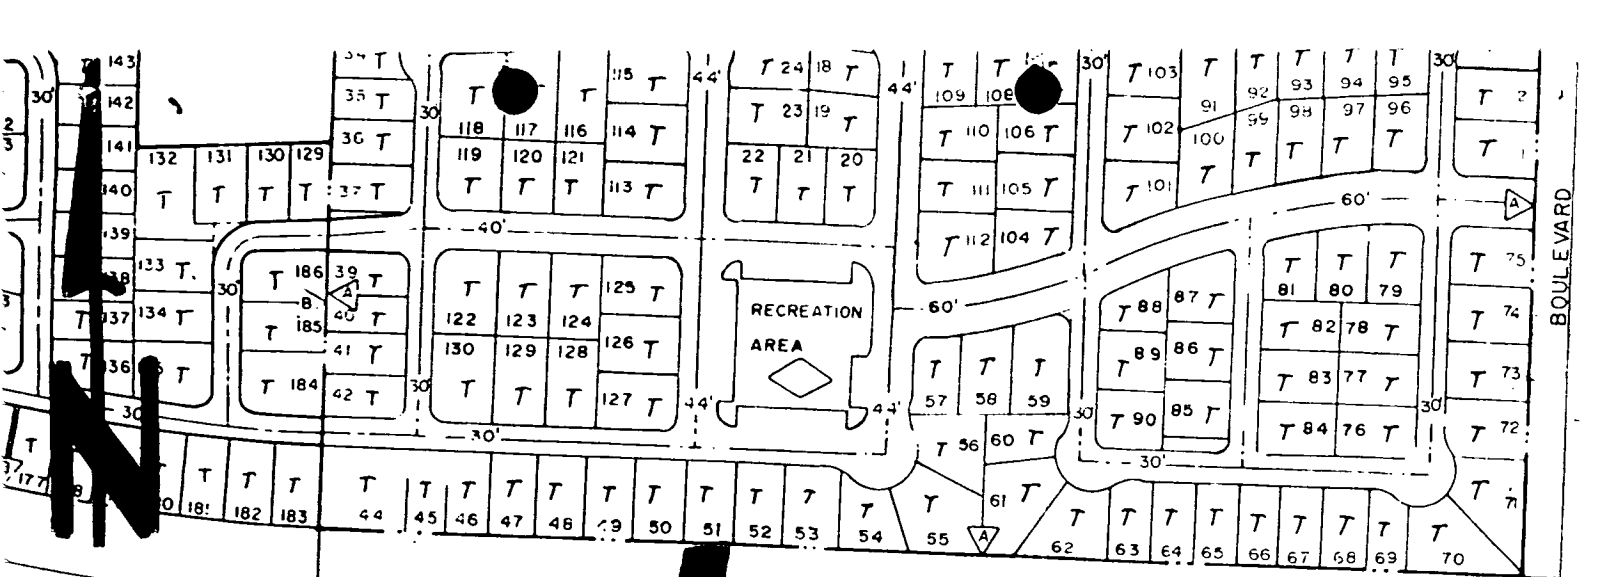 143 34 T 115 T 44' T 24 18 T T T 30' T 103 T T T T 30'
30' 142 35 T T T 44' 109 108 91 92 93 94 95 T 2
30' 118 117 116 114 T T 23 19 T T 110 106 T T 102 100 99 98 97 96
141 36 T T T T T T 1
132 131 130 129 119 120 121 22 21 20
140 T T T T 37 T T T T 113 T T T T T 111 105 T T 101
60' A
139 40' T 112 104 T
133 T. T 186 39 T T T T 75
138 B A T T T 125 T 81 80 79
30' 87 T
137 134 T T 185 40 T 122 123 124 RECREATION 60' T 88 T 82 78 T T 74
BOULEVARD
130 129 128 126 T AREA T 89 86 T
136 T 41 T T T T T T T T 83 77 T T 73
T 184 42 T 30' 127 T 44' 44' 57 58 59 30' T 90 85 T 30'
30' 30' T 56 60 T T 84 76 T T 72
T 30'
177 T T T T T T T T T T T T T 61 T T 71
181 182 183 44 45 46 47 48 49 50 51 52 53 T 54 T 55 A T 62 T 63 T 64 T 65 T 66 T 67 T 68 T 69 T 70
N